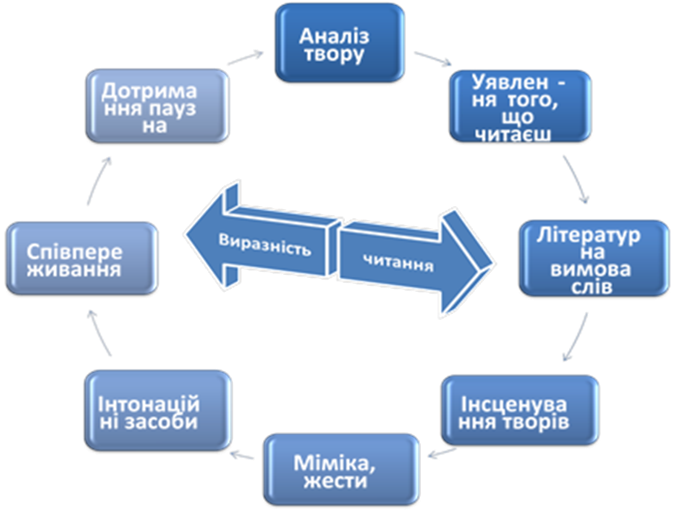 Аналіз
твору
Уявлен -
ня того,
що
читаєш
Літератур
на
вимова
слів
Інсценува
ння творів
Міміка,
жести
Інтонацій
ні засоби
Співпере
живання
Дотрима
ння пауз
на
Виразність
читання